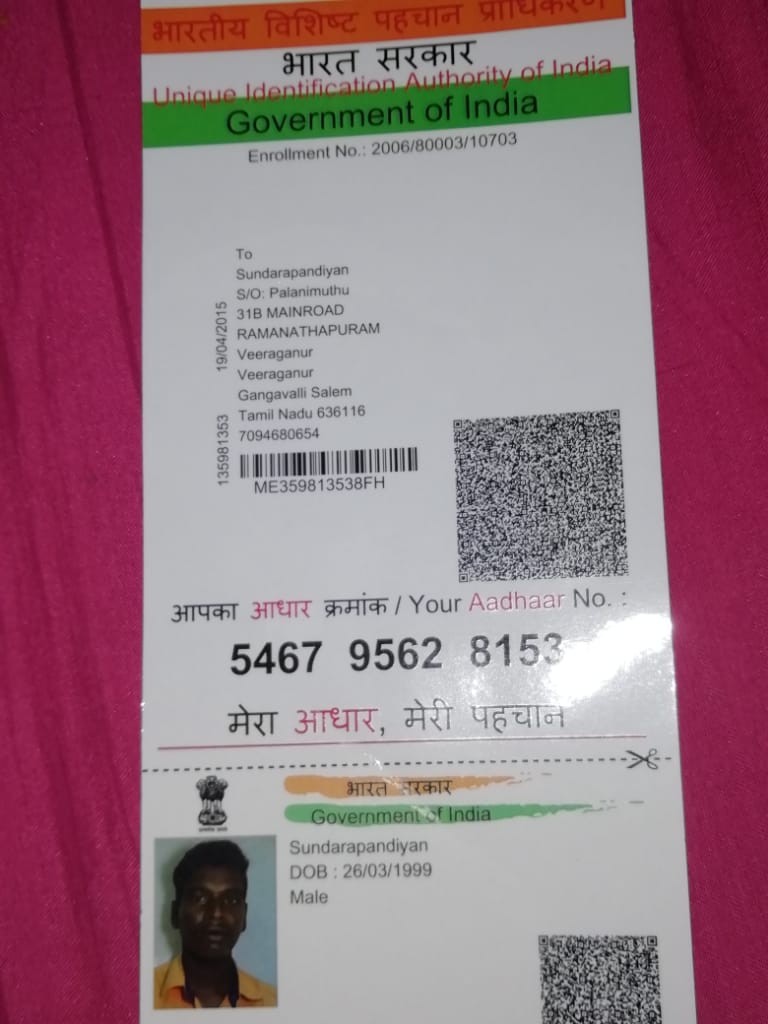 भारतीय विशिष्ट पहचान प्राधिकरण
भारत सरकार
Unique Identification Authority of India
Government of India
Enrollment No.: 2006/80003/10703
To
Sundarapandiyan
S/O: Palanimuthu
31B MAINROAD
RAMANATHAPURAM
Veeraganur
Veeraganur
Gangavalli Salem
Tamil Nadu 636116
7094680654
19/04/2015
135981353
ME359813538FH
आपका आधार क्रमांक / Your Aadhaar No. :
5467 9562 8153
मेरा आधार, मेरी पहचान
भारत सरकार
Government of India
Sundarapandiyan
DOB : 26/03/1999
Male